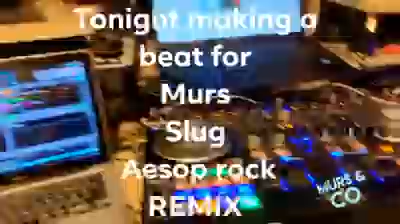 Tonight making a
beat for
Murs
Slug
Aesop rock
REMIX
MURS &
CO